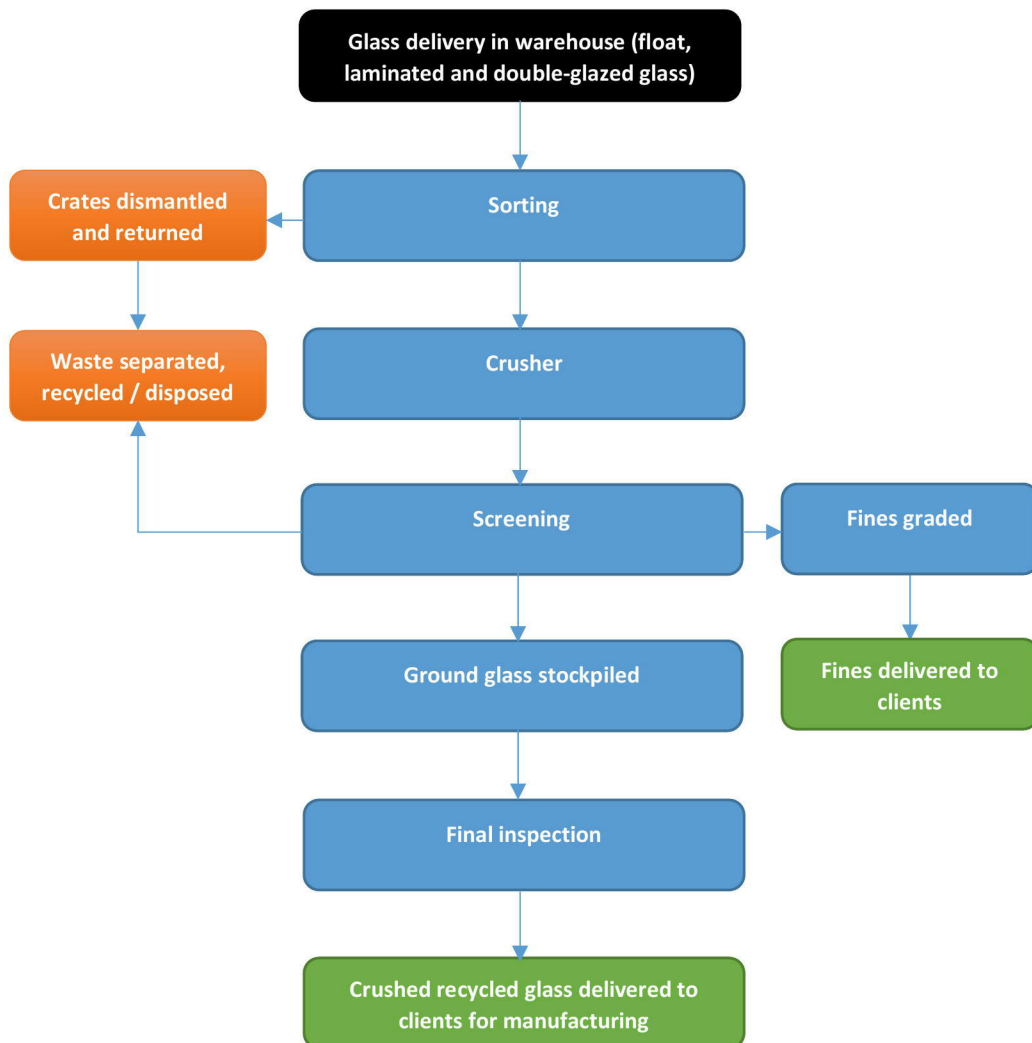 Glass delivery in warehouse (float,
laminated and double-glazed glass)
Sorting
Crates dismantled
and returned
Waste separated,
recycled / disposed
Crusher
Screening
Fines graded
Ground glass stockpiled
Fines delivered to
clients
Final inspection
Crushed recycled glass delivered to
clients for manufacturing